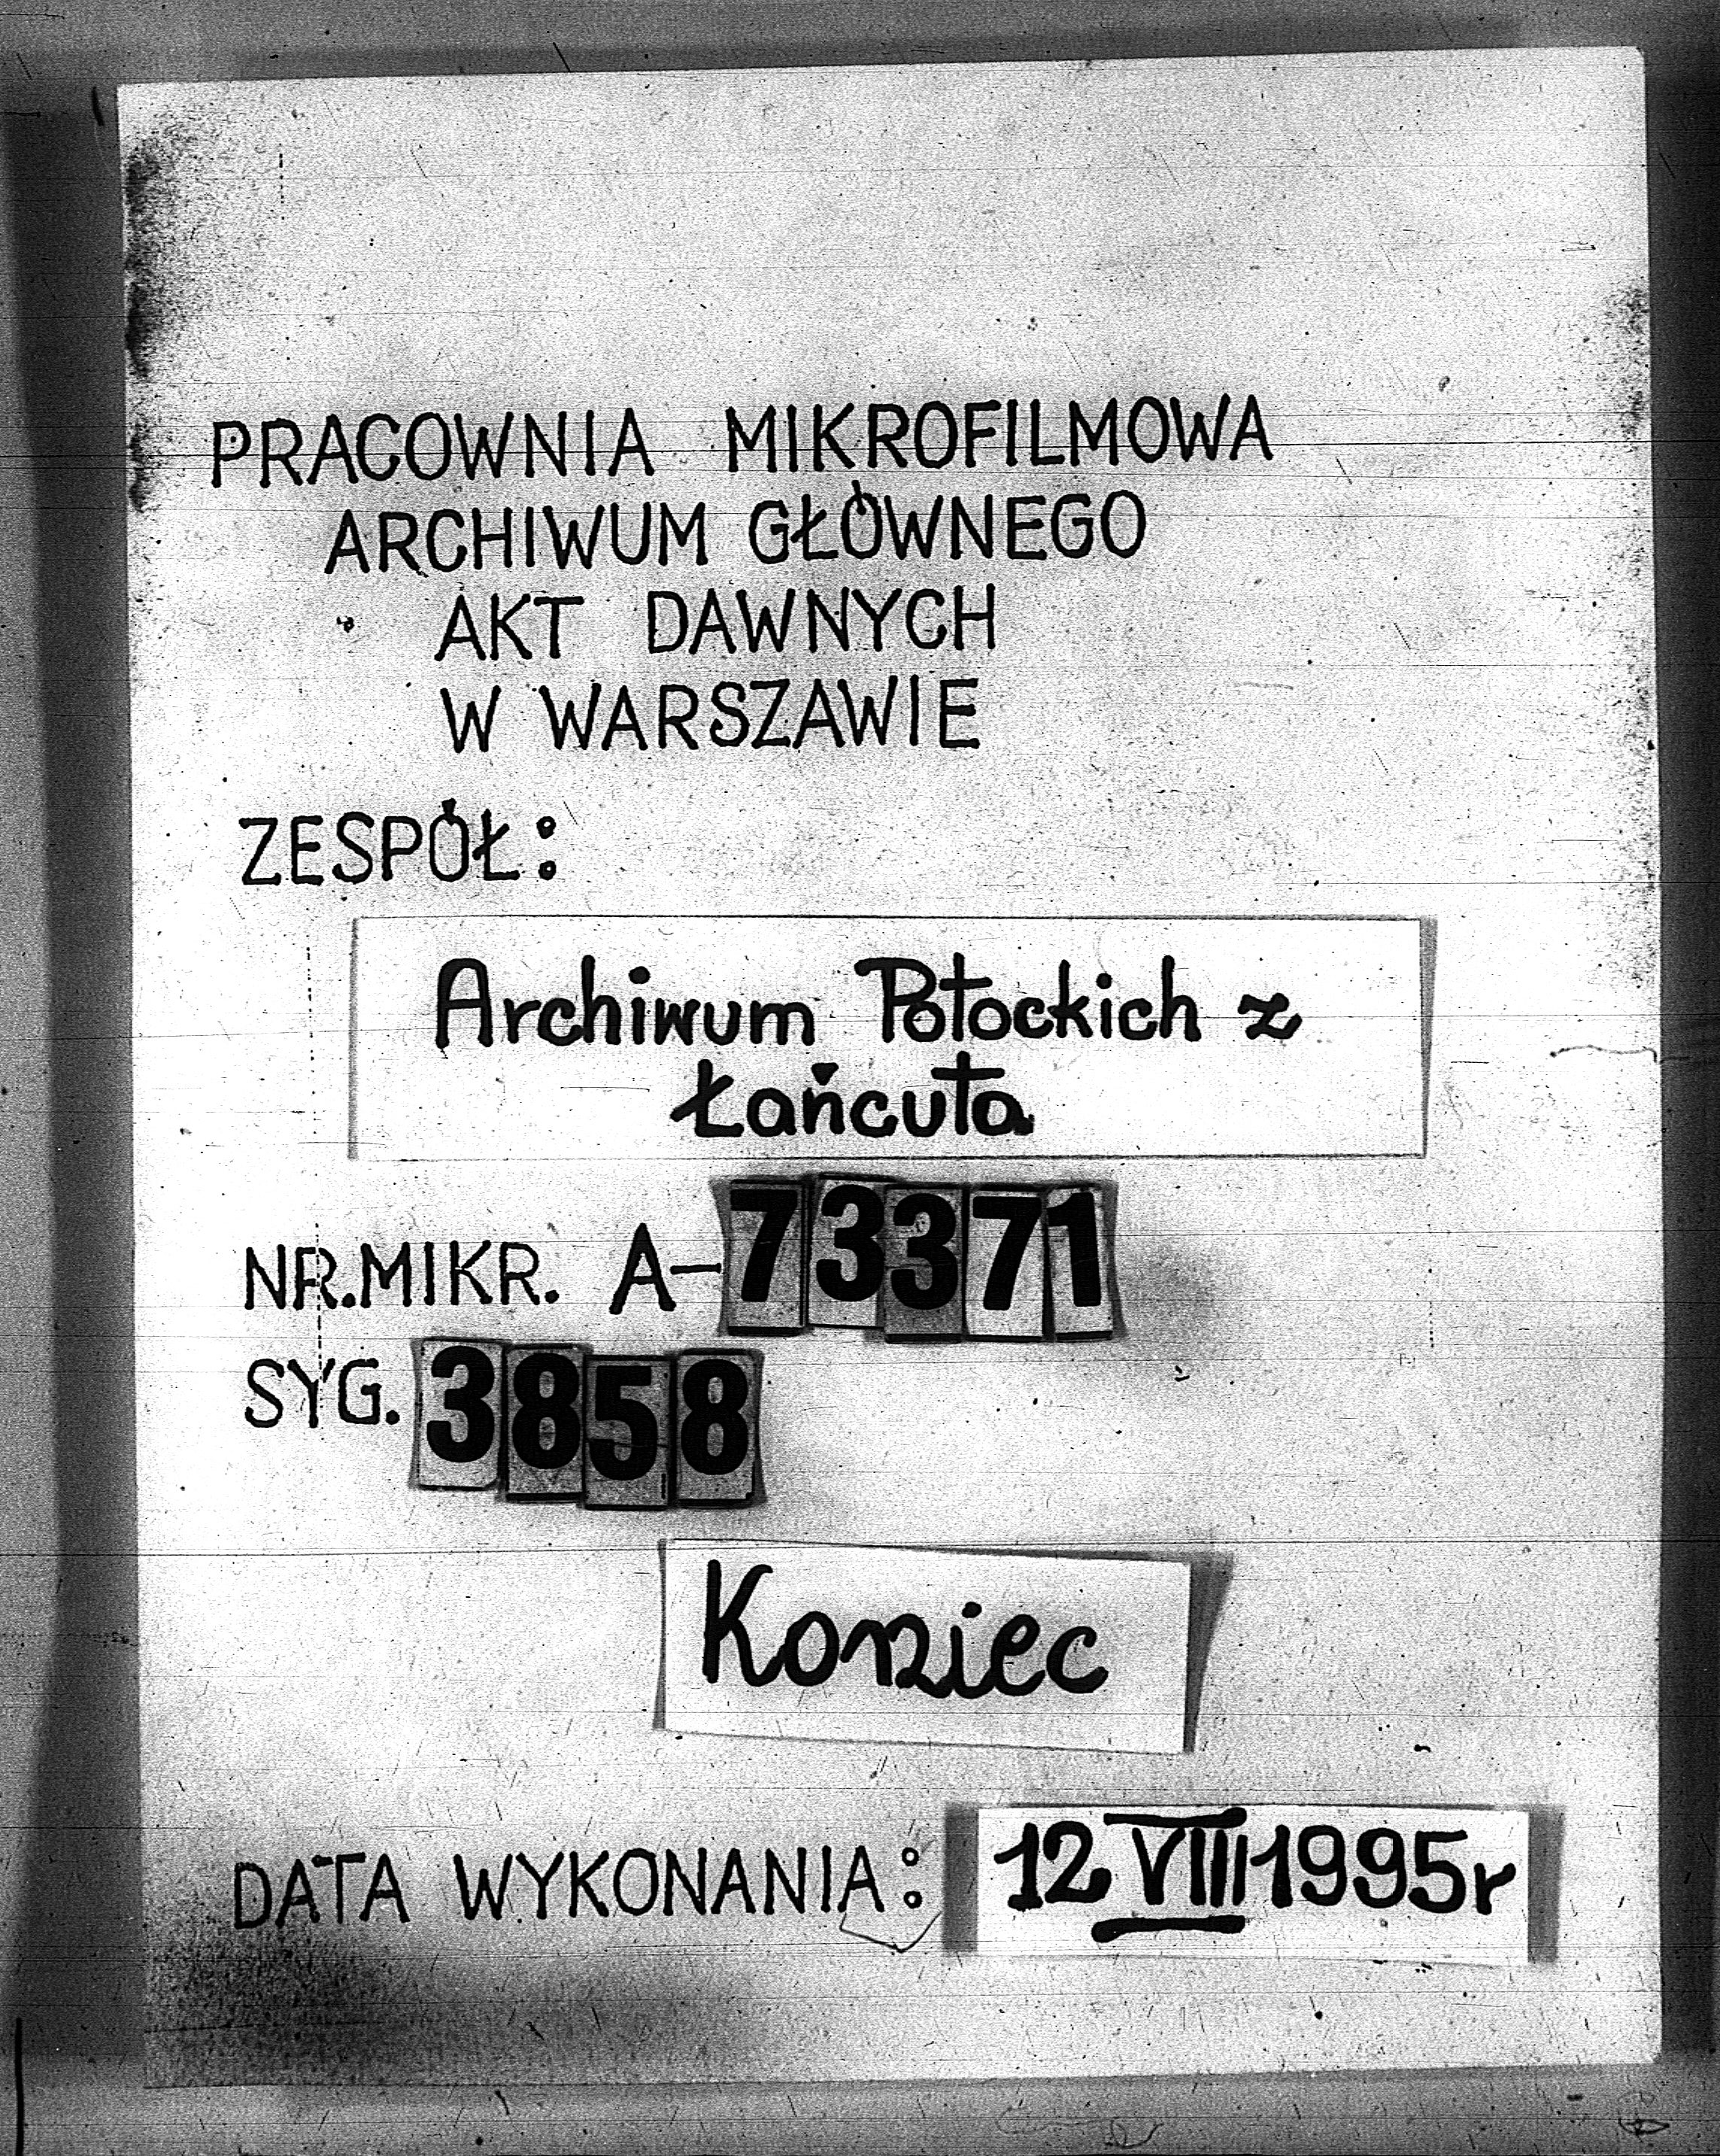 PRACOWNIA MIKROFILMOWA
ARCHIWUM GŁÓWNEGO
AKT DAWNYCH
W WARSZAWIE
ZESPÓŁ:
Archiwum Potockich z
Łańcuta
NR.MIKR. A-73371
SYG. 3858
Koniec
DATA WYKONANIA: 12 VIII 1995r